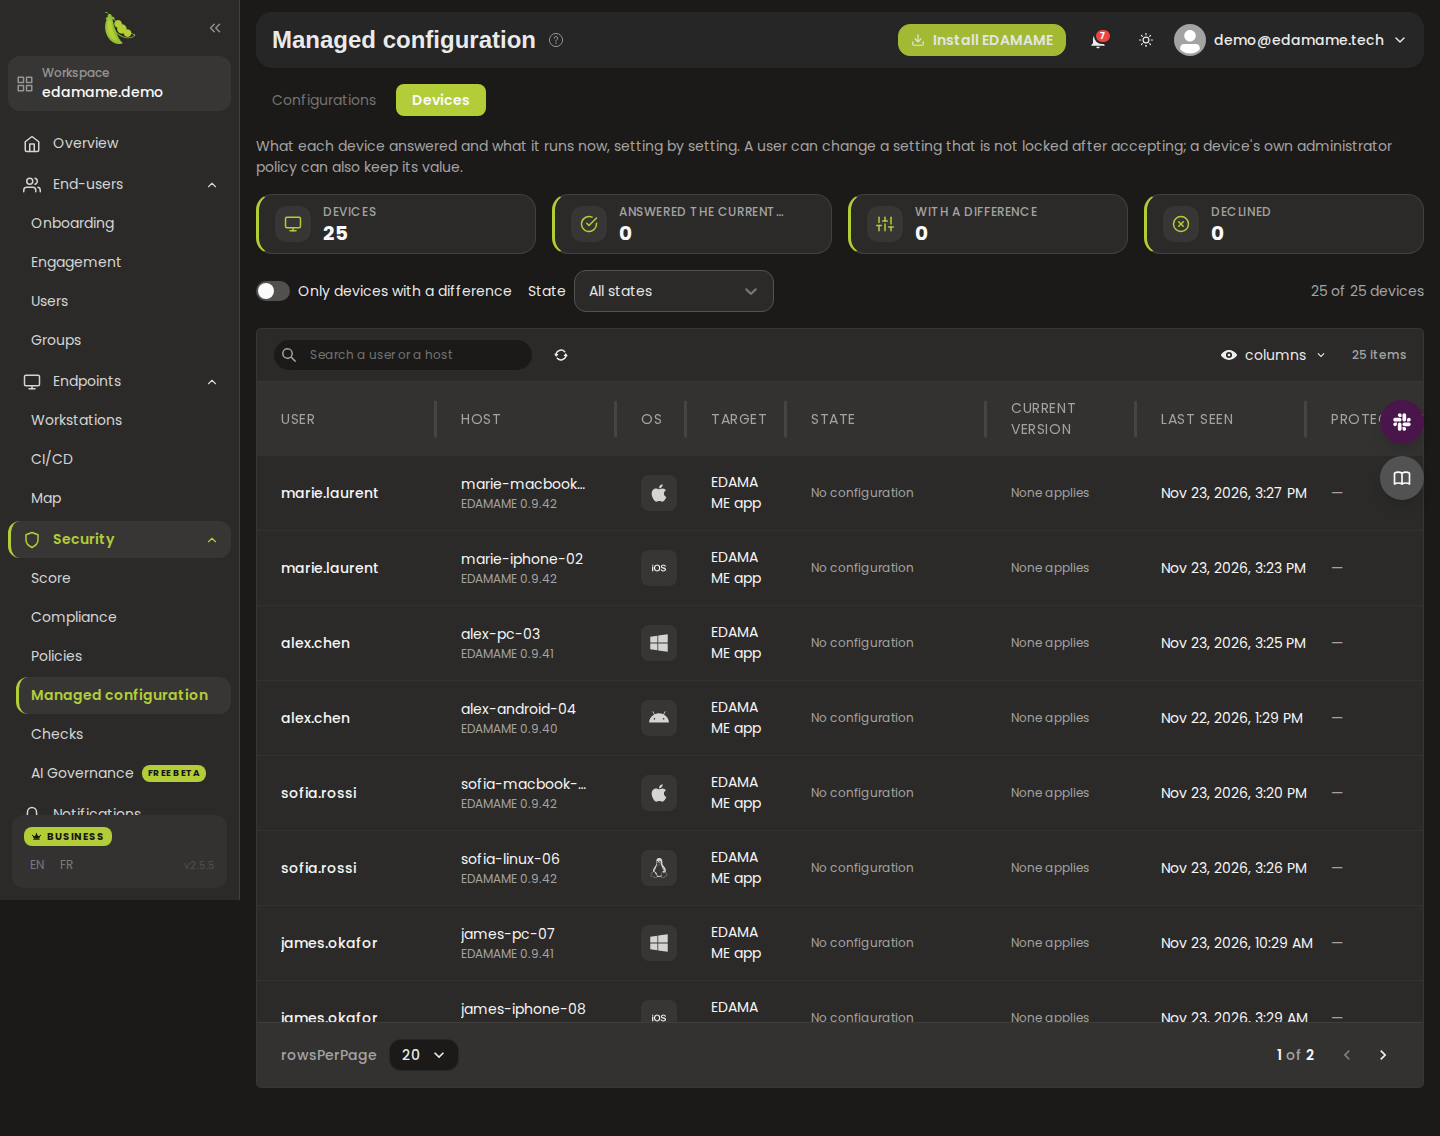 Workspace
edamame.demo
Overview
End-users
Onboarding
Engagement
Users
Groups
Endpoints
Workstations
CI/CD
Map
Security
Score
Compliance
Policies
Managed configuration
Checks
AI Governance FREE BETA
Notifications
BUSINESS
EN FR v2.5.5
Managed configuration
Install EDAMAME
7
demo@edamame.tech
Configurations Devices
What each device answered and what it runs now, setting by setting. A user can change a setting that is not locked after accepting; a device's own administrator
policy can also keep its value.
DEVICES
25
ANSWERED THE CURRENT…
0
WITH A DIFFERENCE
0
DECLINED
0
Only devices with a difference State All states 25 of 25 devices
Search a user or a host columns 25 Items
USER HOST OS TARGET STATE CURRENT VERSION LAST SEEN
marie.laurent marie-macbook… EDAMAME 0.9.42 EDAMA ME app No configuration None applies Nov 23, 2026, 3:27 PM —
marie.laurent marie-iphone-02 EDAMAME 0.9.42 iOS EDAMA ME app No configuration None applies Nov 23, 2026, 3:23 PM —
alex.chen alex-pc-03 EDAMAME 0.9.41 EDAMA ME app No configuration None applies Nov 23, 2026, 3:25 PM —
alex.chen alex-android-04 EDAMAME 0.9.40 EDAMA ME app No configuration None applies Nov 22, 2026, 1:29 PM —
sofia.rossi sofia-macbook-… EDAMAME 0.9.42 EDAMA ME app No configuration None applies Nov 23, 2026, 3:20 PM —
sofia.rossi sofia-linux-06 EDAMAME 0.9.42 EDAMA ME app No configuration None applies Nov 23, 2026, 3:26 PM —
james.okafor james-pc-07 EDAMAME 0.9.41 EDAMA ME app No configuration None applies Nov 23, 2026, 10:29 AM —
james.okafor james-iphone-08 iOS EDAMA No configuration None applies Nov 23, 2026, 3:29 AM —
rowsPerPage 20 1 of 2